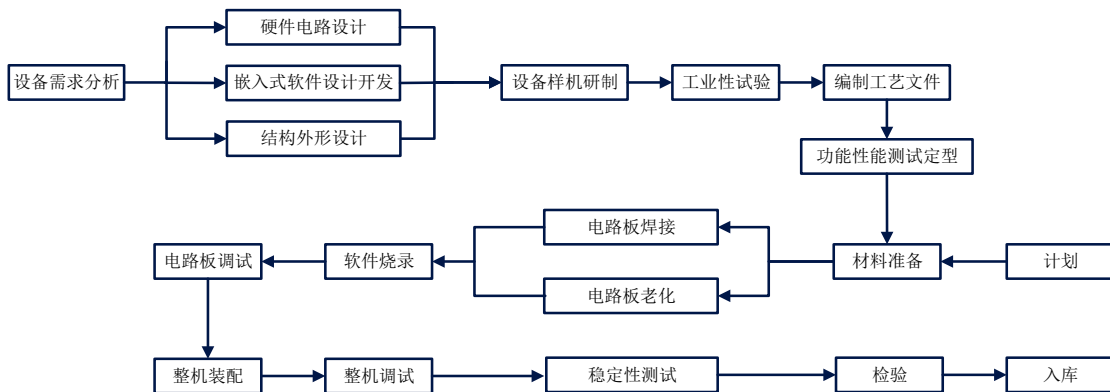 硬件电路设计
设备需求分析
嵌入式软件设计开发
结构外形设计
设备样机研制
工业性试验
编制工艺文件
功能性能测试定型
计划
材料准备
电路板焊接
电路板老化
软件烧录
电路板调试
整机装配
整机调试
稳定性测试
检验
入库